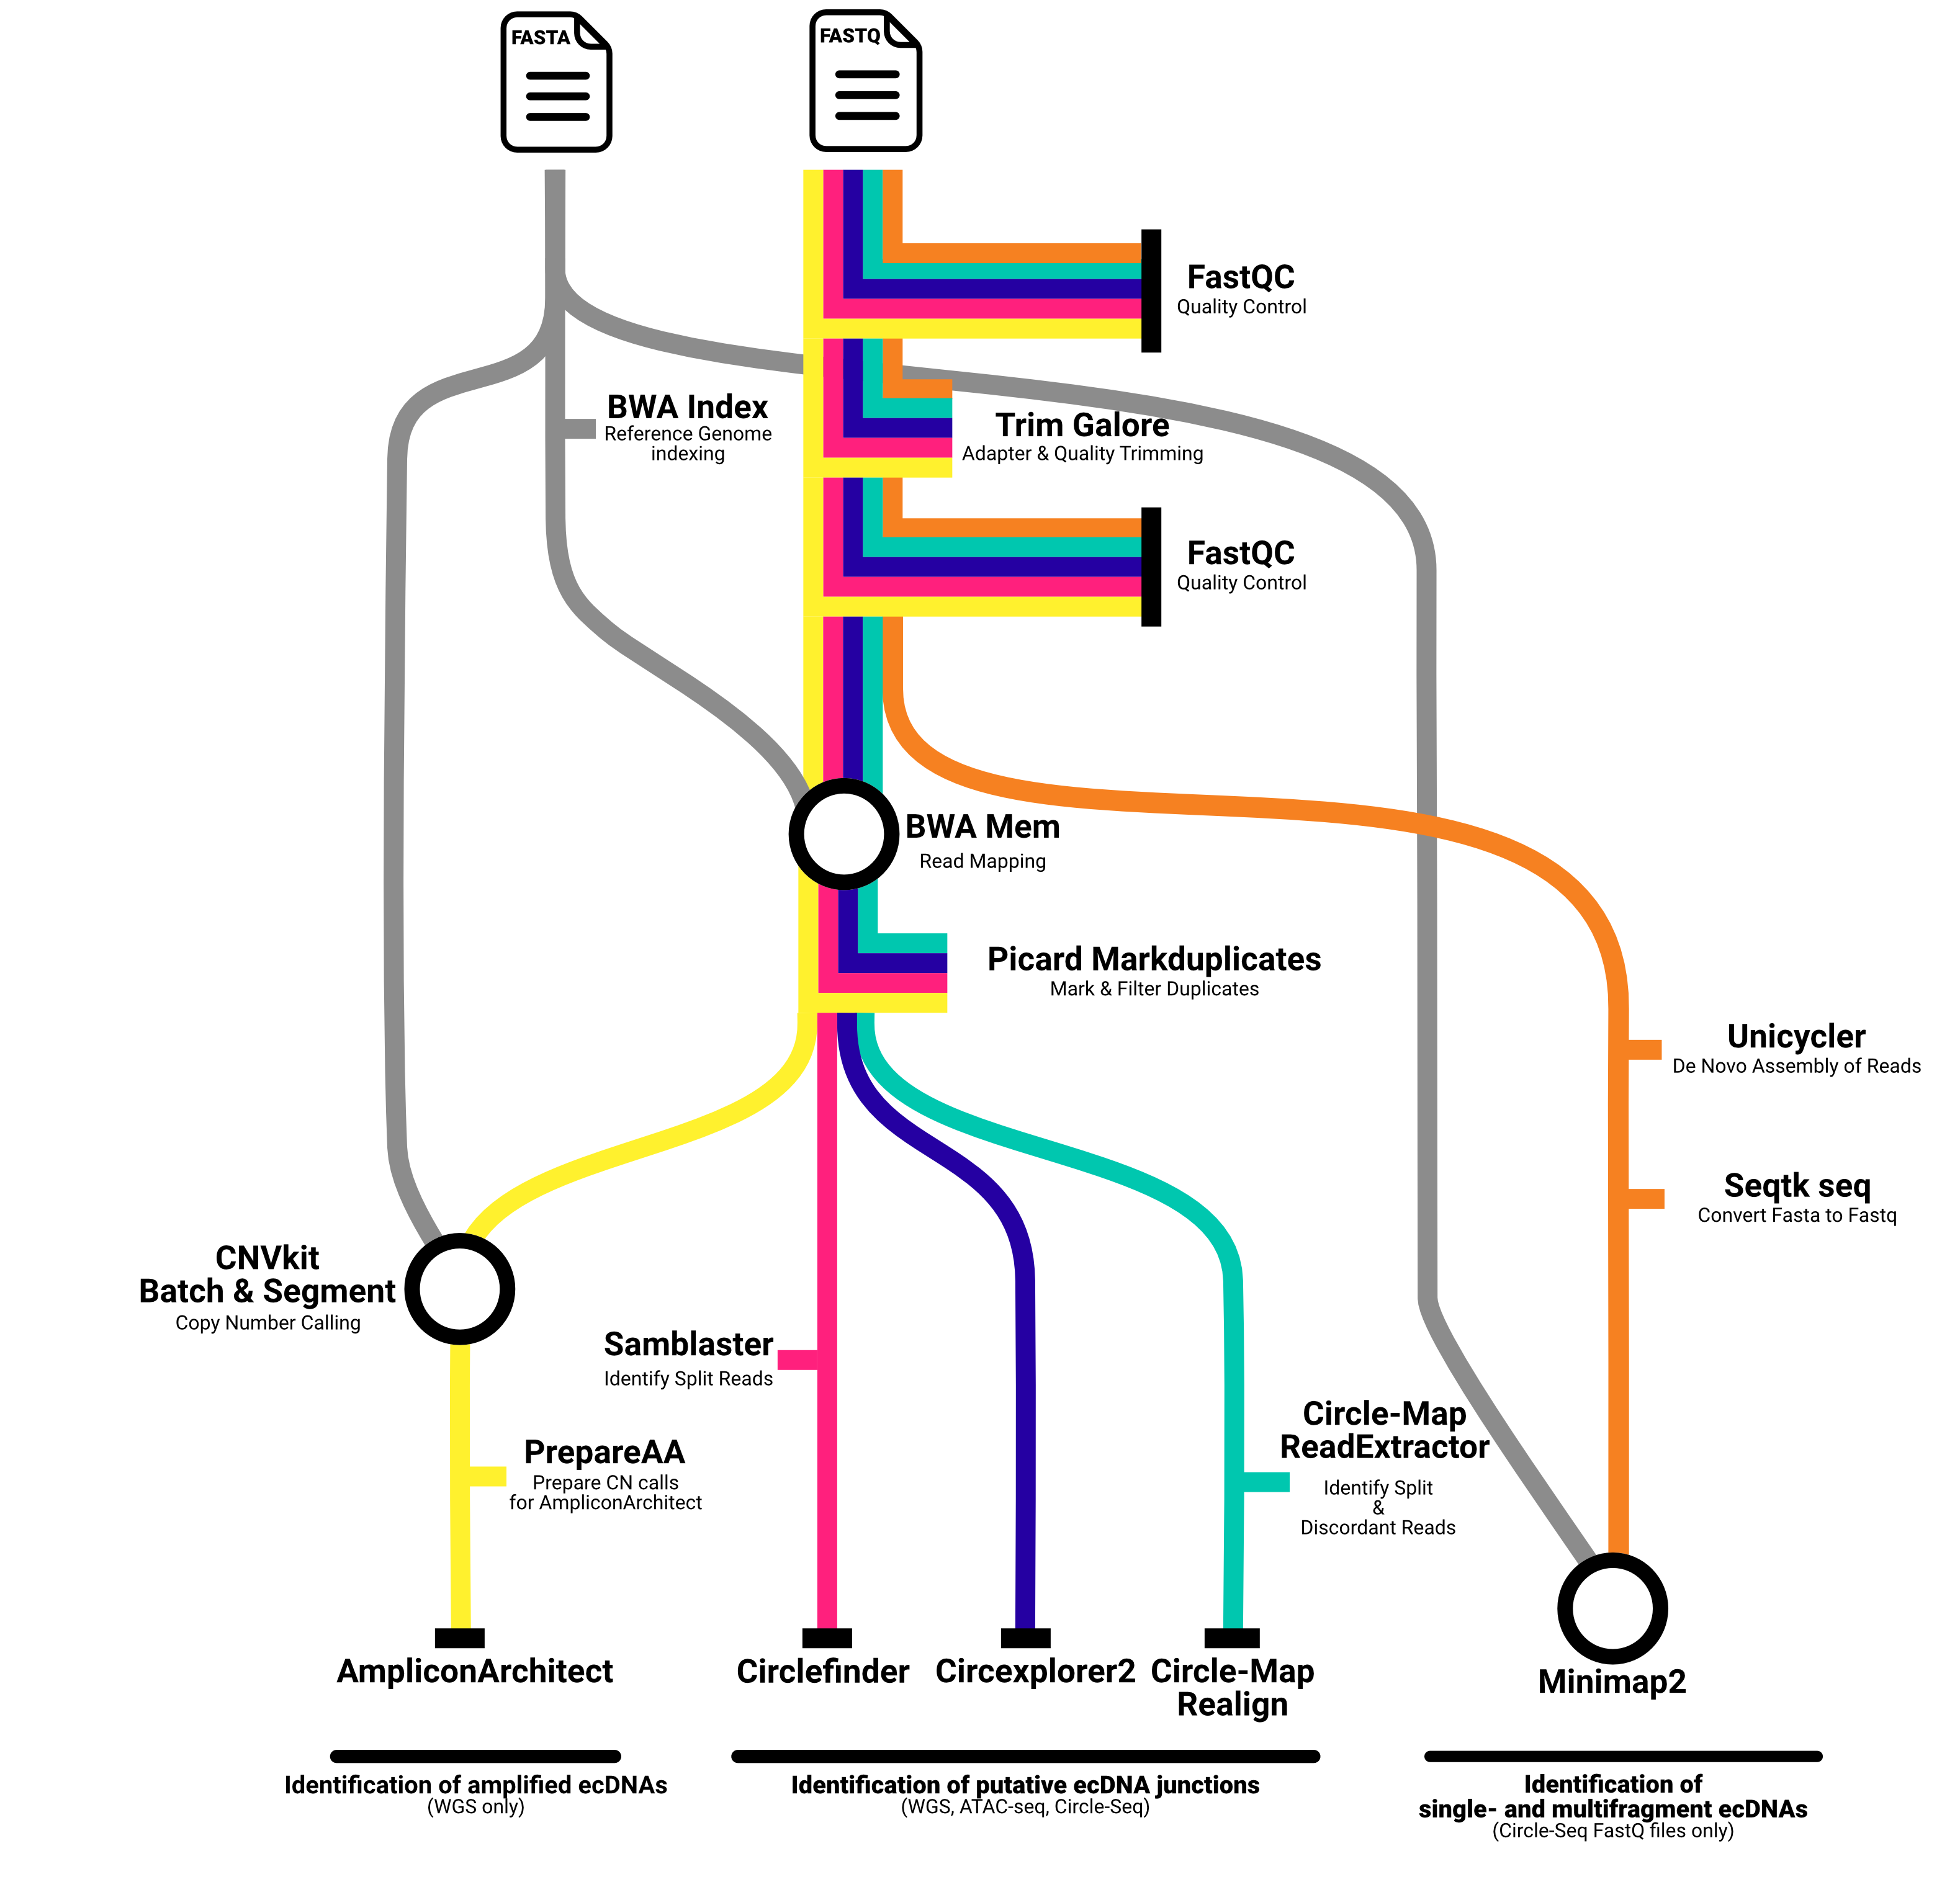 FASTA
FASTQ
FastQC
Quality Control
BWA Index
Reference Genome
indexing
Trim Galore
Adapter & Quality Trimming
FastQC
Quality Control
BWA Mem
Read Mapping
Picard Markduplicates
Mark & Filter Duplicates
Unicycler
De Novo Assembly of Reads
Seqtk seq
Convert Fasta to Fastq
CNVkit
Batch & Segment
Copy Number Calling
Samblaster
Identify Split Reads
PrepareAA
Prepare CN calls
for AmpliconArchitect
Circle-Map
ReadExtractor
Identify Split
&
Discordant Reads
AmpliconArchitect
Circlefinder
Circexplorer2
Circle-Map
Realign
Minimap2
Identification of amplified ecDNAs
(WGS only)
Identification of putative ecDNA junctions
(WGS, ATAC-seq, Circle-Seq)
Identification of
single- and multifragment ecDNAs
(Circle-Seq FastQ files only)